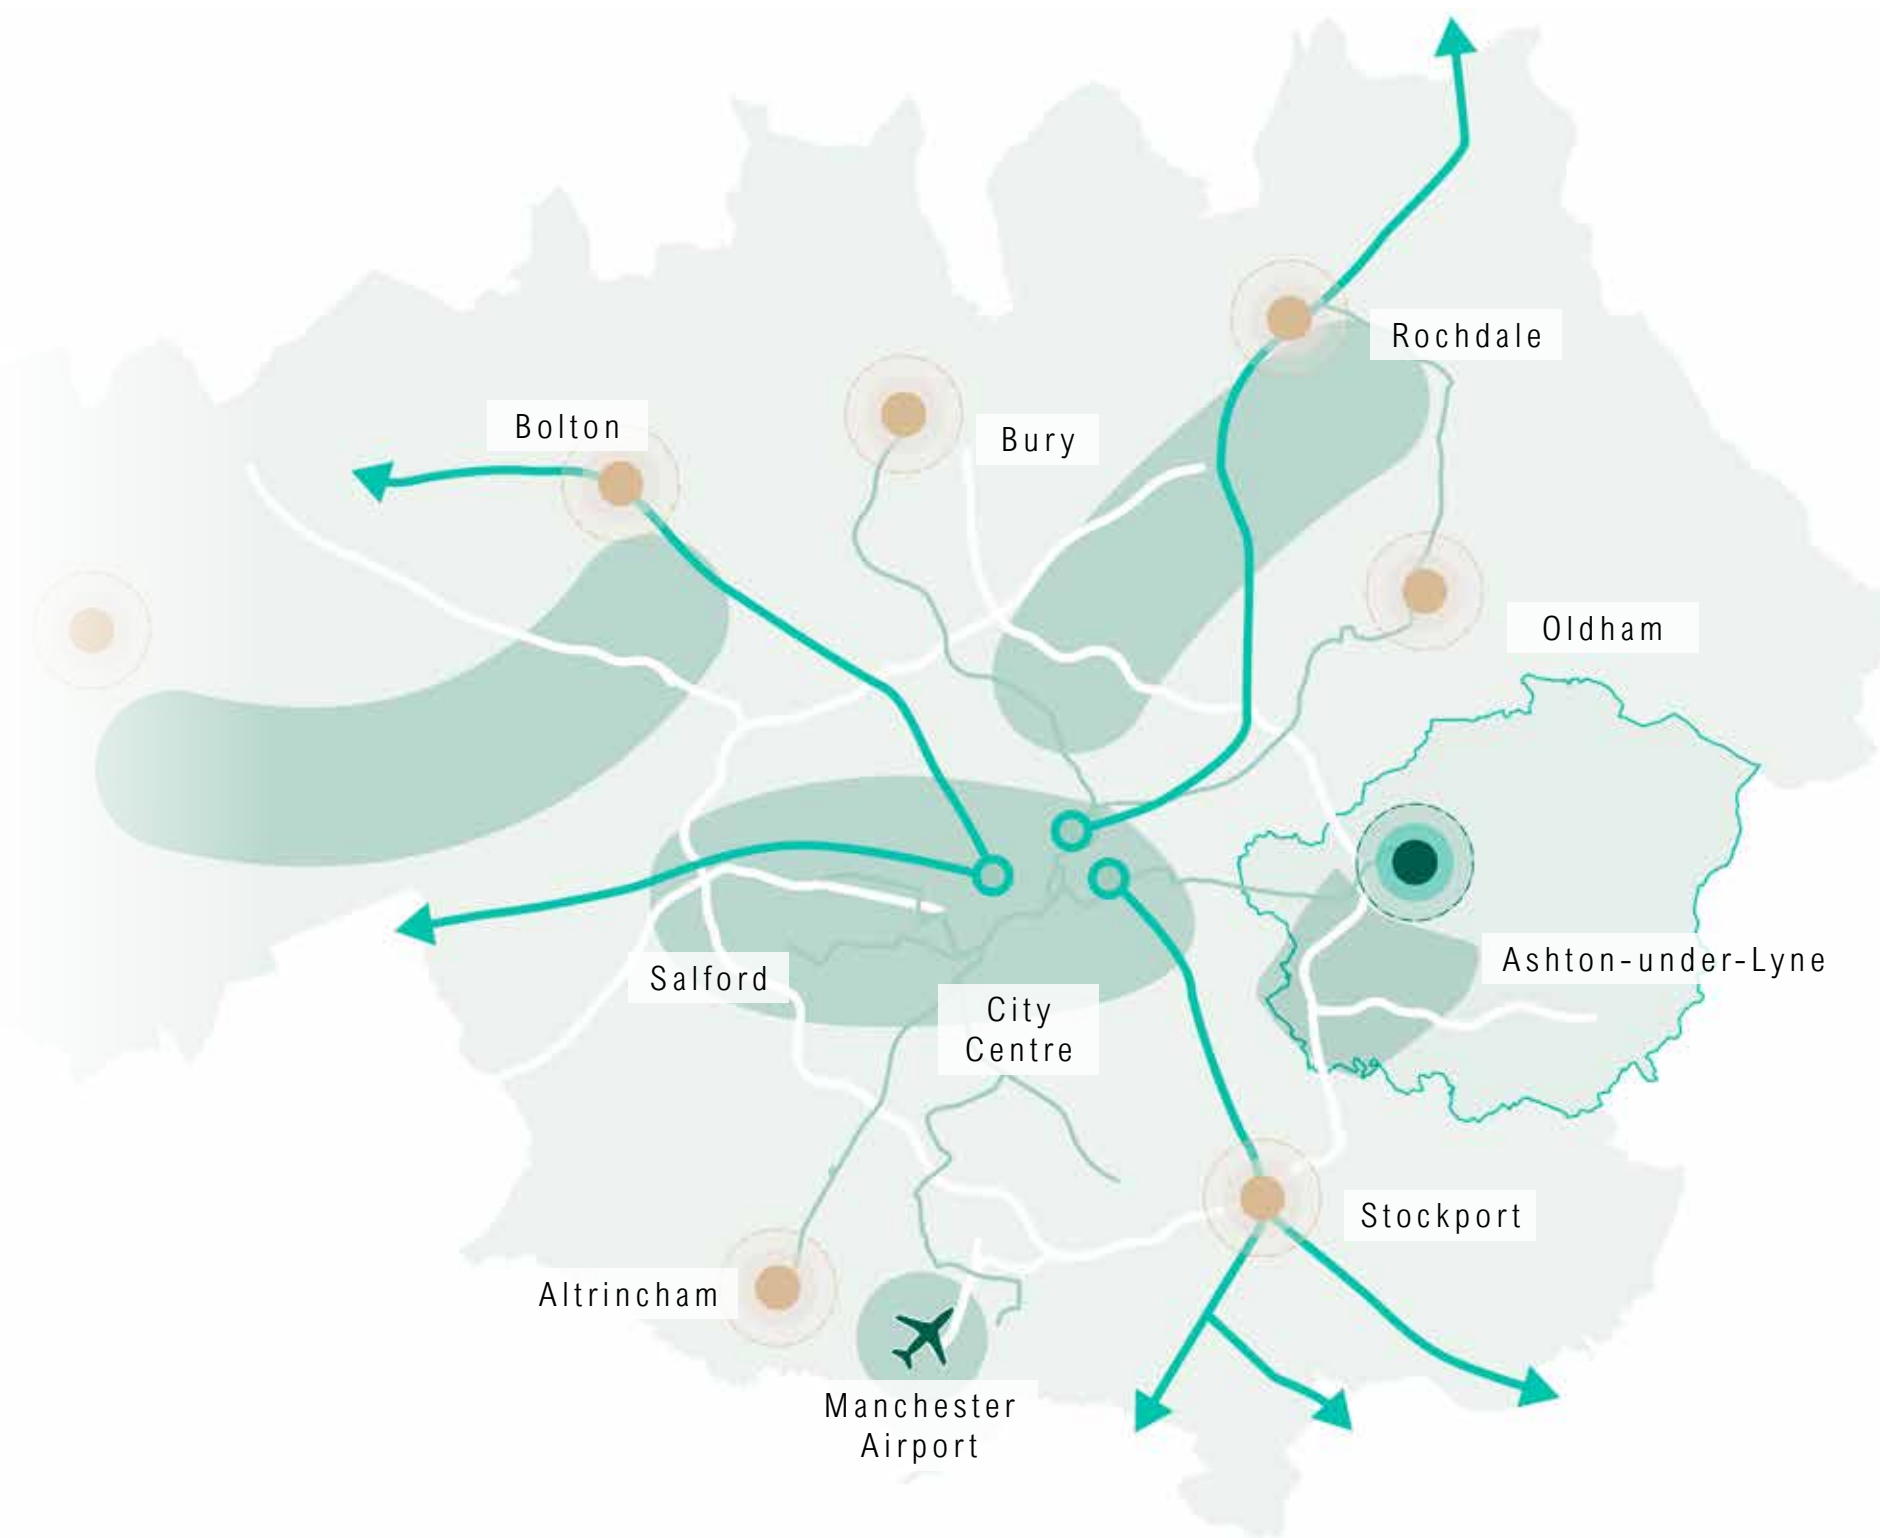 Rochdale
Bolton
Bury
Oldham
Ashton-under-Lyne
Salford
City
Centre
Stockport
Altrincham
Manchester
Airport